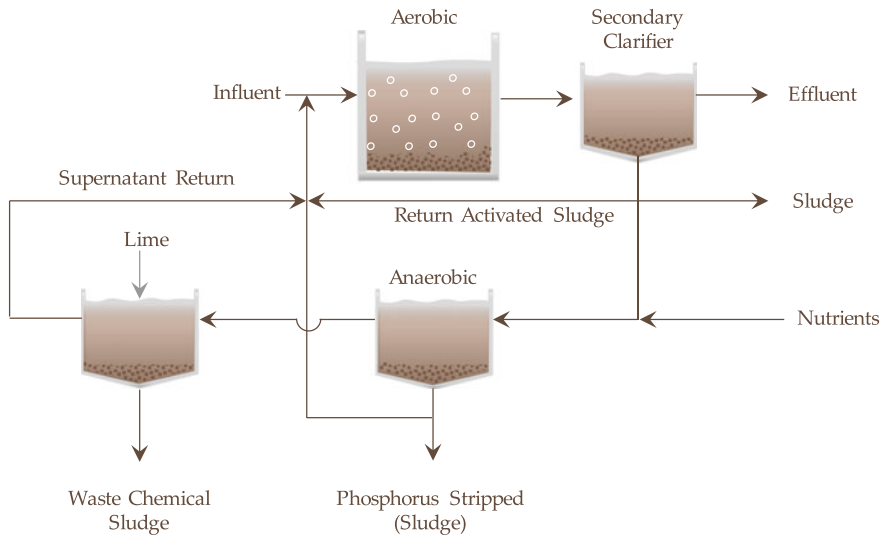 Aerobic
Secondary
Clarifier
Influent
Effluent
Supernatant Return
Return Activated Sludge
Sludge
Lime
Anaerobic
Nutrients
Waste Chemical
Sludge
Phosphorus Stripped
(Sludge)